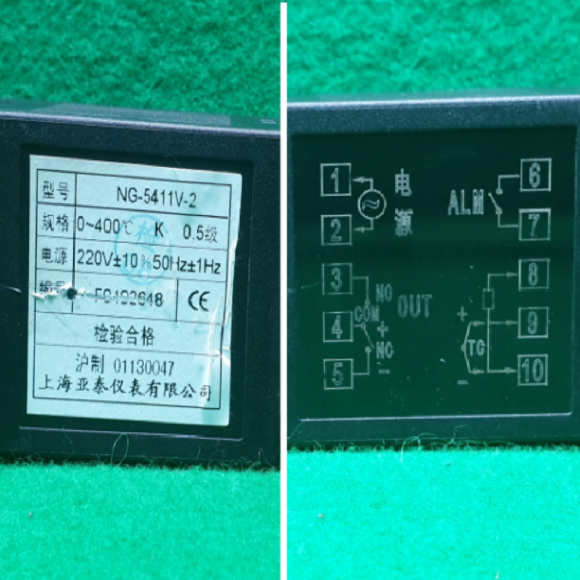 型号 NG-5411V-2
规格 0~400℃ K 0.5级
电源 220V±10%50Hz±1Hz
编号
CE
检验合格
沪制 01130047
上海亚泰仪表有限公司
1 电源
2
3 NO
4 COM + OUT
5 NC -
ALM 6
7
8
+ 9
TC
- 10